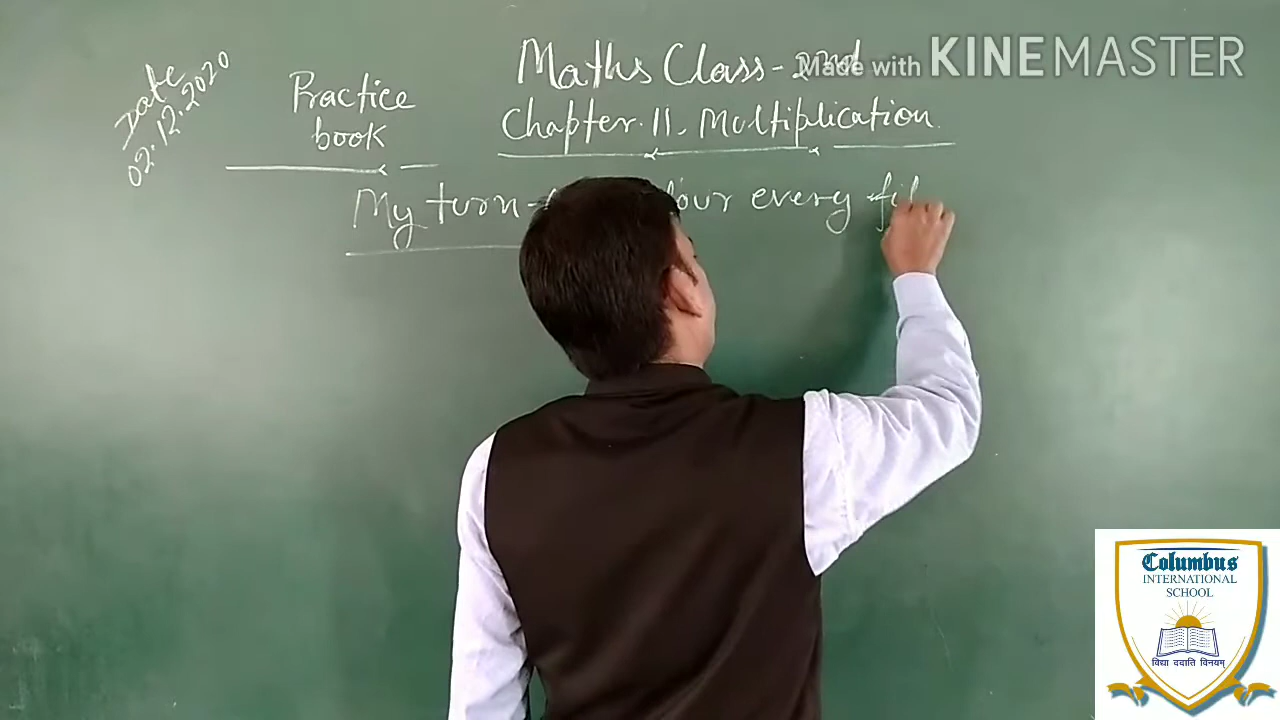 Date
02.12.2020
Practice
book
Maths Class - 2nd
Chapter. 11. Multiplication.
My turn - every
Made with KINEMASTER
Columbus
INTERNATIONAL
SCHOOL
विद्या ददाति विनयम्